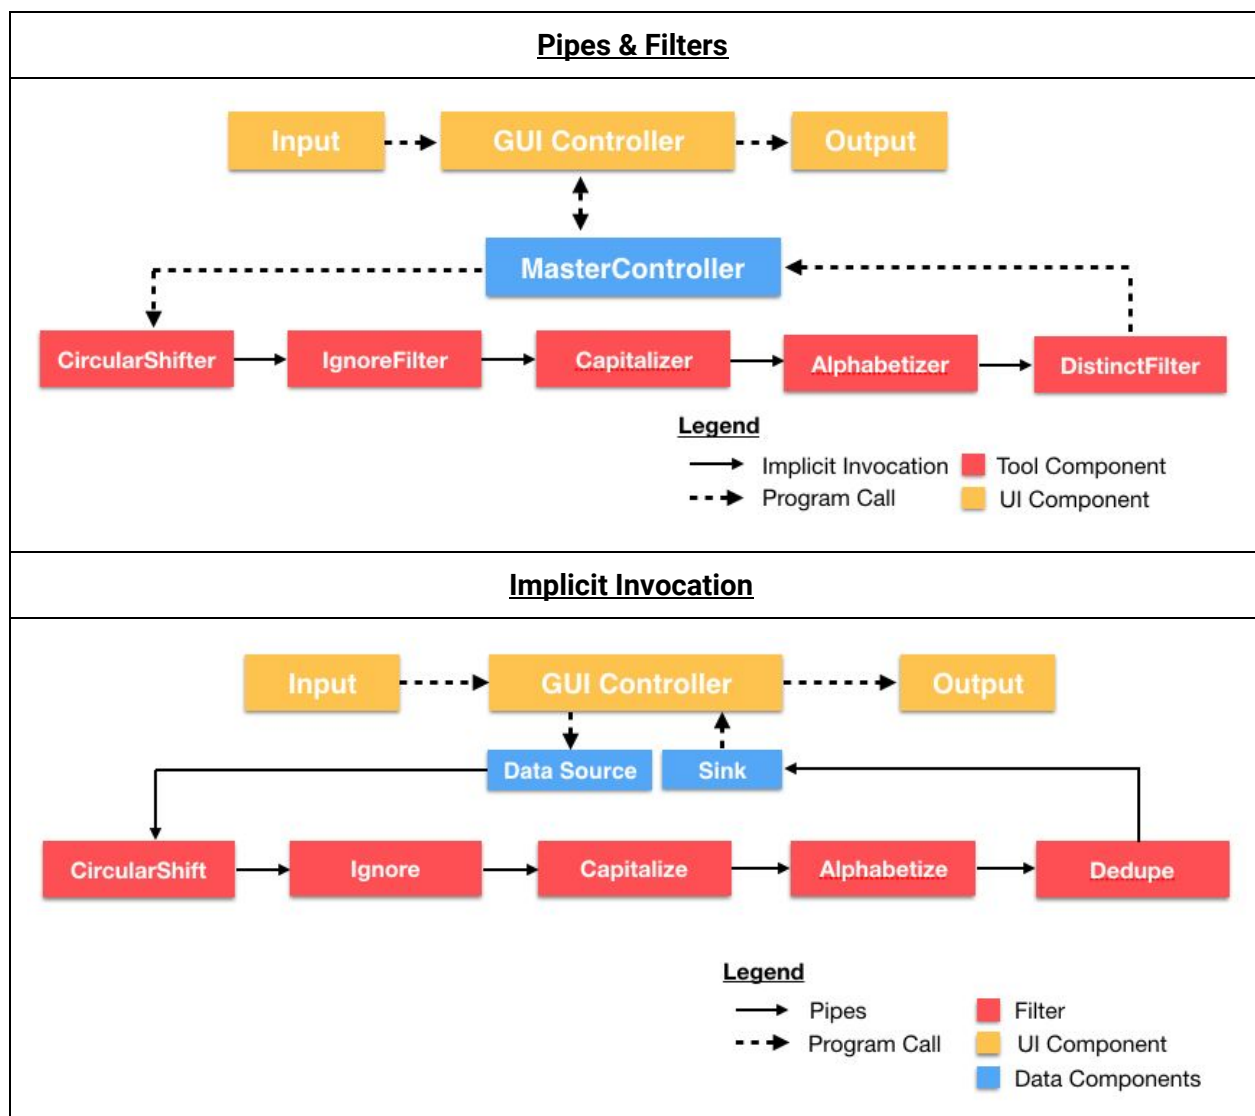 Pipes & Filters
Input
GUI Controller
Output
MasterController
CircularShifter
IgnoreFilter
Capitalizer
Alphabetizer
DistinctFilter
Legend
Implicit Invocation
Tool Component
Program Call
UI Component
Implicit Invocation
Input
GUI Controller
Output
Data Source
Sink
CircularShift
Ignore
Capitalize
Alphabetize
Dedupe
Legend
Pipes
Filter
Program Call
UI Component
Data Components